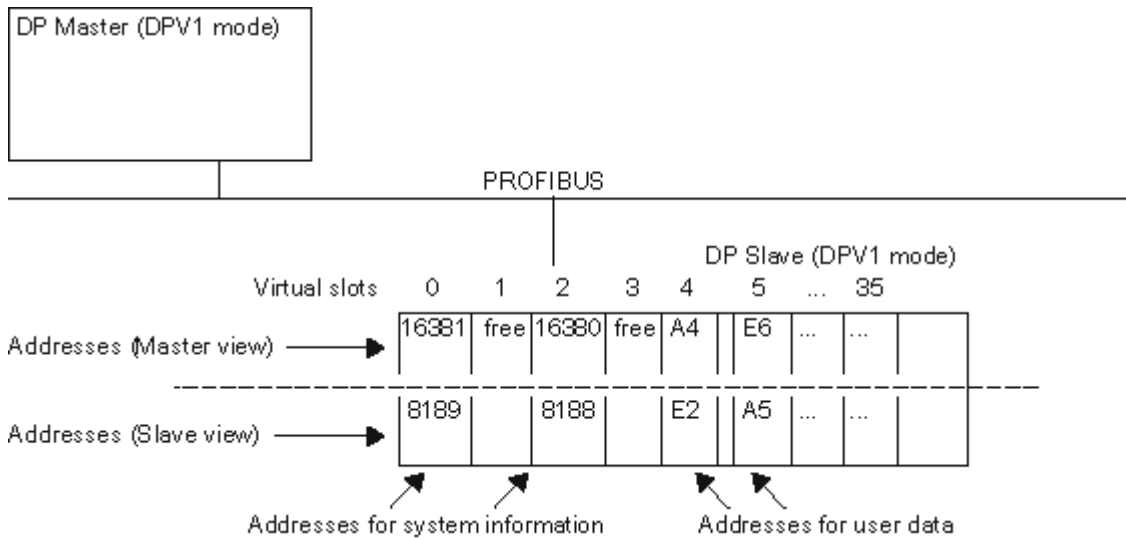 DP Master (DPV1 mode)
PROFIBUS
DP Slave (DPV1 mode)
Virtual slots 0 1 2 3 4 5 ... 35
Addresses (Master view) 16381 free 16380 free A4 E6 ... ...
Addresses (Slave view) 8189 8188 E2 A5 ... ...
Addresses for system information Addresses for user data